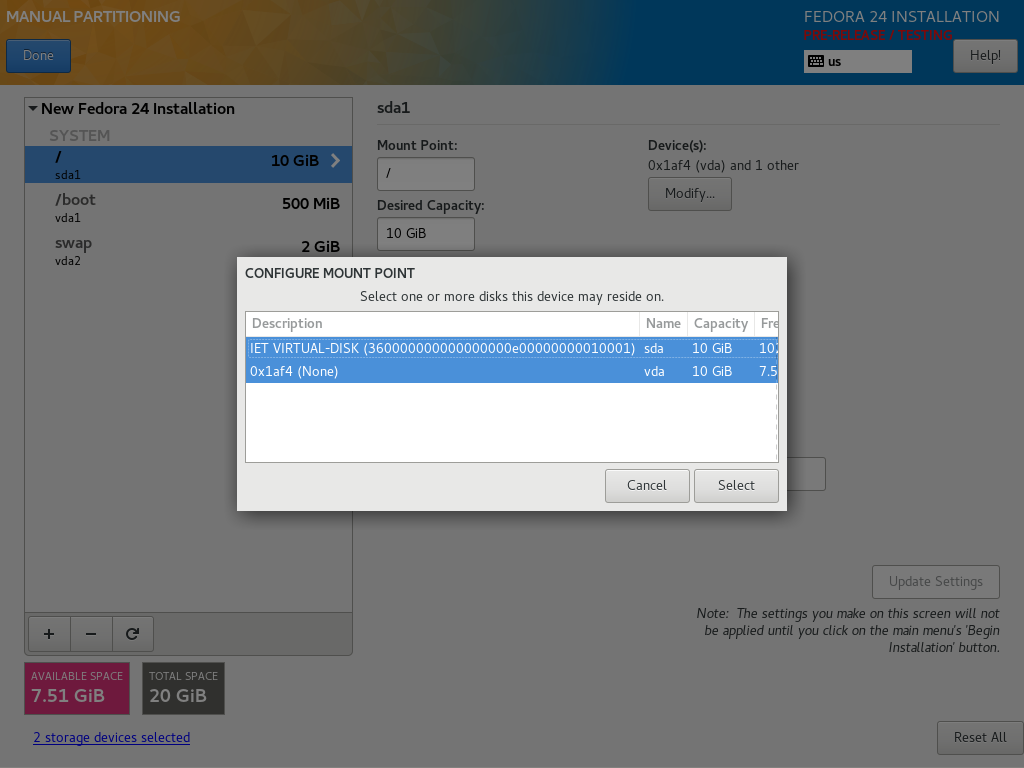 MANUAL PARTITIONING
FEDORA 24 INSTALLATION
PRE-RELEASE / TESTING
Done
us
Help!
New Fedora 24 Installation
SYSTEM
/
10 GiB
sda1
/boot
500 MiB
vda1
swap
2 GiB
vda2
sda1
Mount Point:
/
Desired Capacity:
10 GiB
Device(s):
0x1af4 (vda) and 1 other
Modify...
CONFIGURE MOUNT POINT
Select one or more disks this device may reside on.
Description Name Capacity Fre
IET VIRTUAL-DISK (360000000000000000e00000000010001) sda 10 GiB 102
0x1af4 (None) vda 10 GiB 7.5
Cancel Select
Update Settings
Note: The settings you make on this screen will not
be applied until you click on the main menu's 'Begin
Installation' button.
+ − 
AVAILABLE SPACE
7.51 GiB
TOTAL SPACE
20 GiB
2 storage devices selected
Reset All